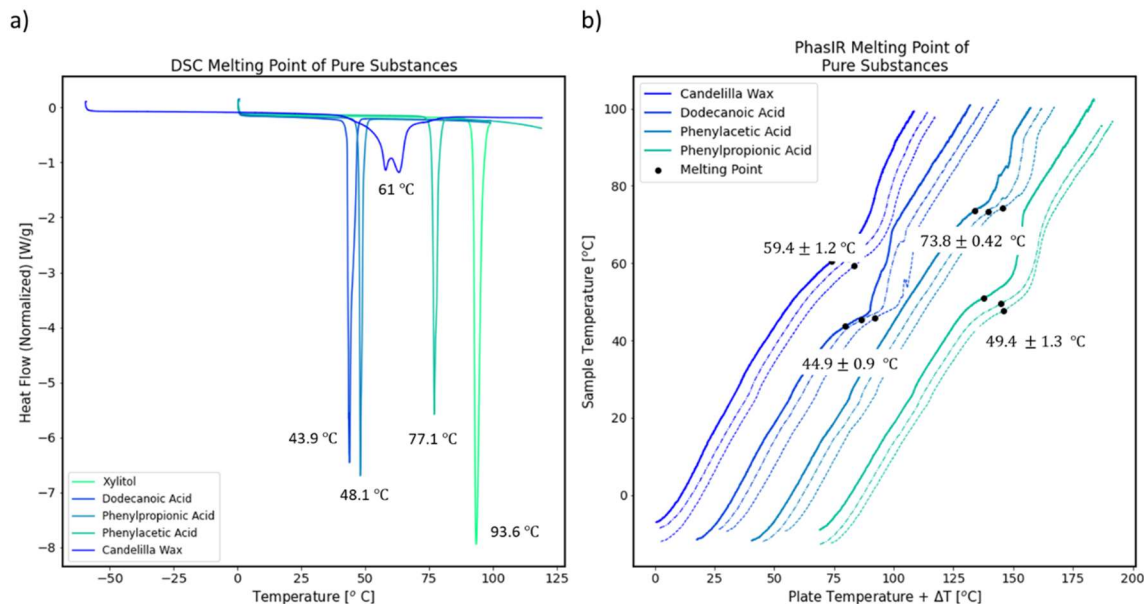 a)
DSC Melting Point of Pure Substances
Heat Flow (Normalized) [W/g]
0
−1
−2
−3
−4
−5
−6
−7
−8
61 °C
43.9 °C
48.1 °C
77.1 °C
93.6 °C
Xylitol
Dodecanoic Acid
Phenylpropionic Acid
Phenylacetic Acid
Candelilla Wax
−50
−25
0
25
50
75
100
125
Temperature [° C]
b)
PhasIR Melting Point of
Pure Substances
Candelilla Wax
Dodecanoic Acid
Phenylacetic Acid
Phenylpropionic Acid
Melting Point
Sample Temperature [°C]
100
80
60
40
20
0
59.4 ± 1.2 °C
73.8 ± 0.42 °C
44.9 ± 0.9 °C
49.4 ± 1.3 °C
0
25
50
75
100
125
150
175
200
Plate Temperature + ΔT [°C]